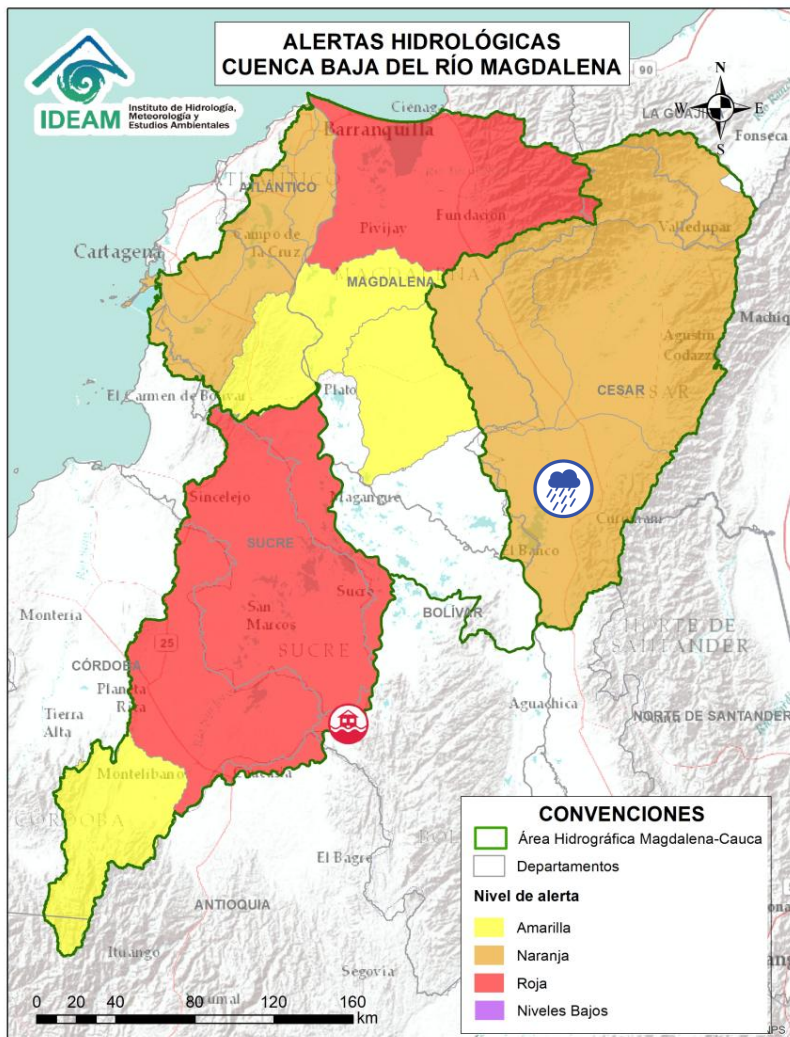 ALERTAS HIDROLÓGICAS
CUENCA BAJA DEL RÍO MAGDALENA
IDEAM
Instituto de Hidrología,
Meteorología y
Estudios Ambientales
N
W
E
S
90
Cienaga
LA GUAJIRA
Fonseca
Barranquilla
ATLÁNTICO
Fundación
Pivijay
Valledupar
Campo de
la Cruz
Cartagena
MAGDALENA
MAGDALENA
Machiq
Agustín
Codazzi
El Carmen de Bolívar
Plato
CESAR
CESAR
Sincelejo
Magangue
Curumaní
SUCRE
El Banco
Sucre
San
Marcos
BOLÍVAR
Montería
SUCRE
NORTE DE
SANTANDER
25
CÓRDOBA
Planeta
Rica
Aguachica
Tierra
Alta
NORTE DE SANTANDER
Montelibano
CÓRDOBA
El Bagre
ANTIOQUIA
Ituango
Segovia
CONVENCIONES
Área Hidrográfica Magdalena-Cauca
Departamentos
Nivel de alerta
Amarilla
Naranja
Roja
Niveles Bajos
0 20 40 80 120 160
km